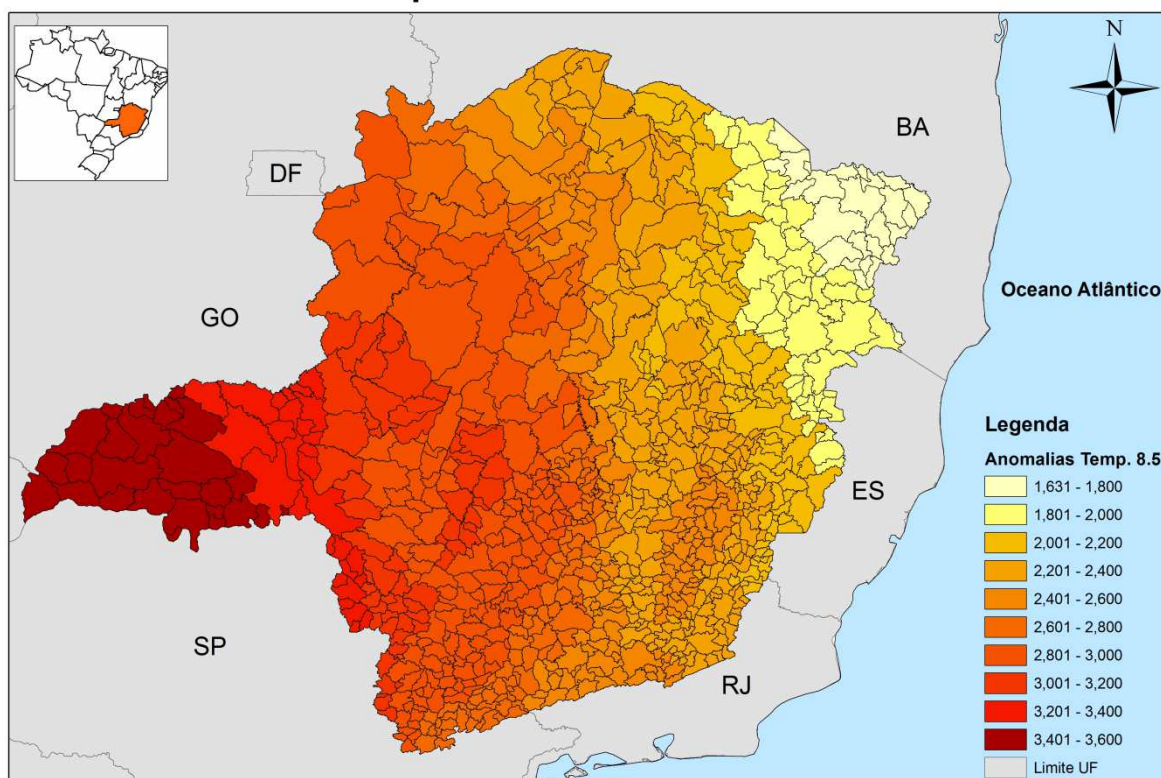 N
BA
DF
Oceano Atlântico
GO
Legenda
Anomalias Temp. 8.5
1,631 - 1,800
1,801 - 2,000
ES
2,001 - 2,200
2,201 - 2,400
2,401 - 2,600
SP
2,601 - 2,800
RJ
2,801 - 3,000
3,001 - 3,200
3,201 - 3,400
3,401 - 3,600
Limite UF